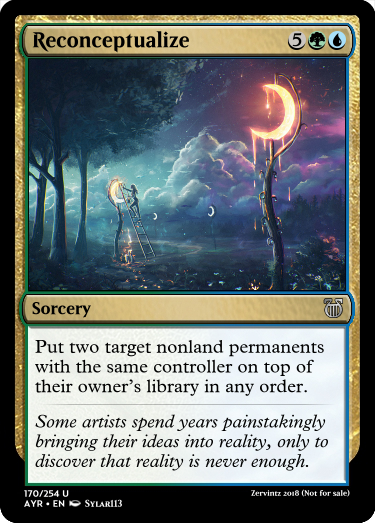 Reconceptualize 5
Sorcery
Put two target nonland permanents
with the same controller on top of
their owner's library in any order.
Some artists spend years painstakingly
bringing their ideas into reality, only to
discover that reality is never enough.
170/254 U
AYR • EN Sylar113
Zervintz 2018 (Not for sale)